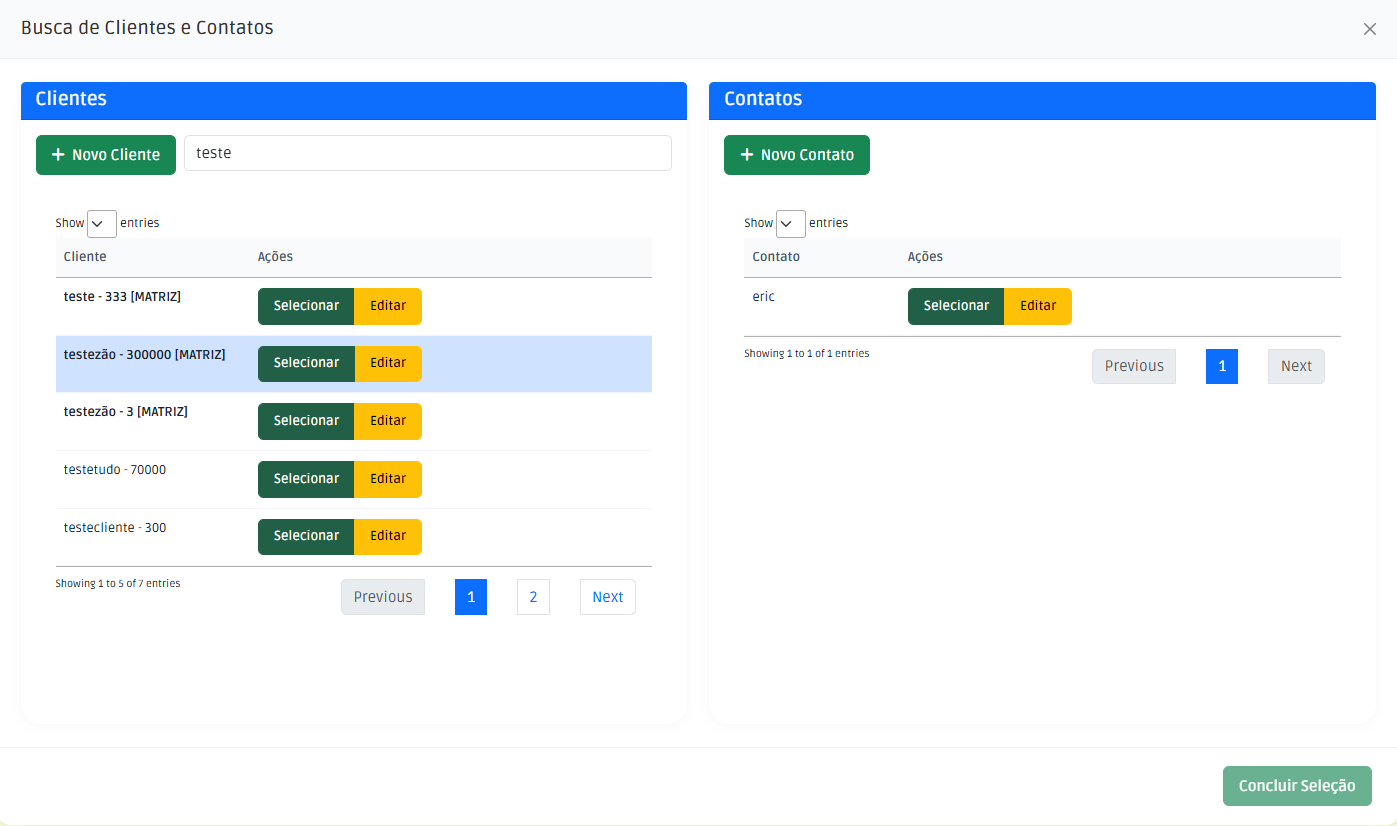 Busca de Clientes e Contatos
Clientes
Novo Cliente
teste
Show entries
Cliente Ações
teste - 333 [MATRIZ] Selecionar Editar
testezão - 300000 [MATRIZ] Selecionar Editar
testezão - 3 [MATRIZ] Selecionar Editar
testetudo - 70000 Selecionar Editar
testecliente - 300 Selecionar Editar
Showing 1 to 5 of 7 entries
Previous 1 2 Next
Contatos
Novo Contato
Show entries
Contato Ações
eric Selecionar Editar
Showing 1 to 1 of 1 entries
Previous 1 Next
Concluir Seleção